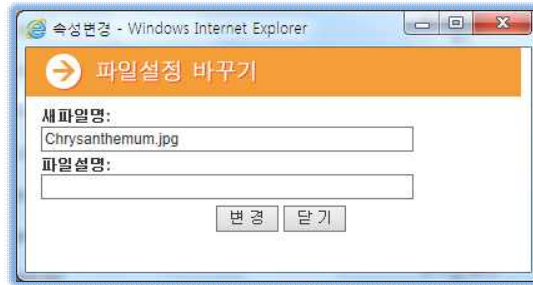 속성변경 - Windows Internet Explorer
파일설정 바꾸기
새파일명:
Chrysanthemum.jpg
파일설명:
변 경 닫 기